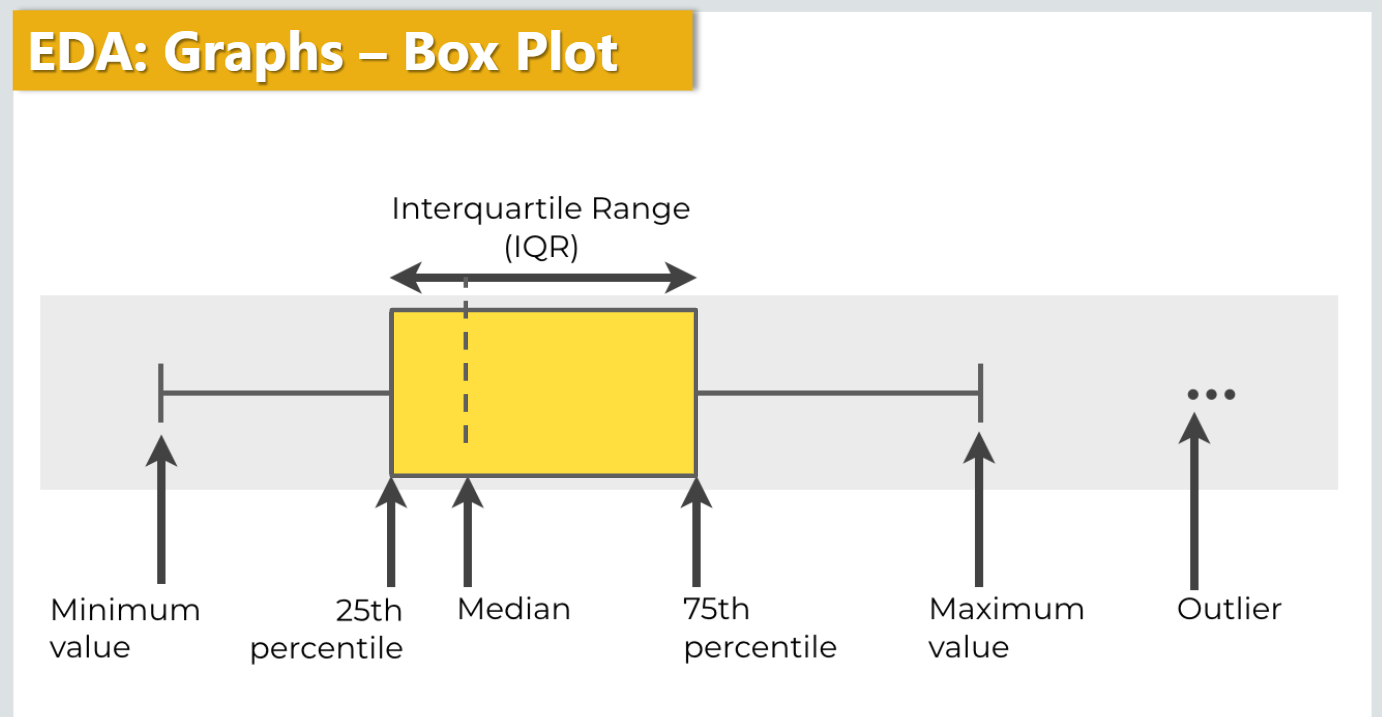 EDA: Graphs – Box Plot
Interquartile Range
(IQR)
Minimum
value
25th
percentile
Median
75th
percentile
Maximum
value
Outlier